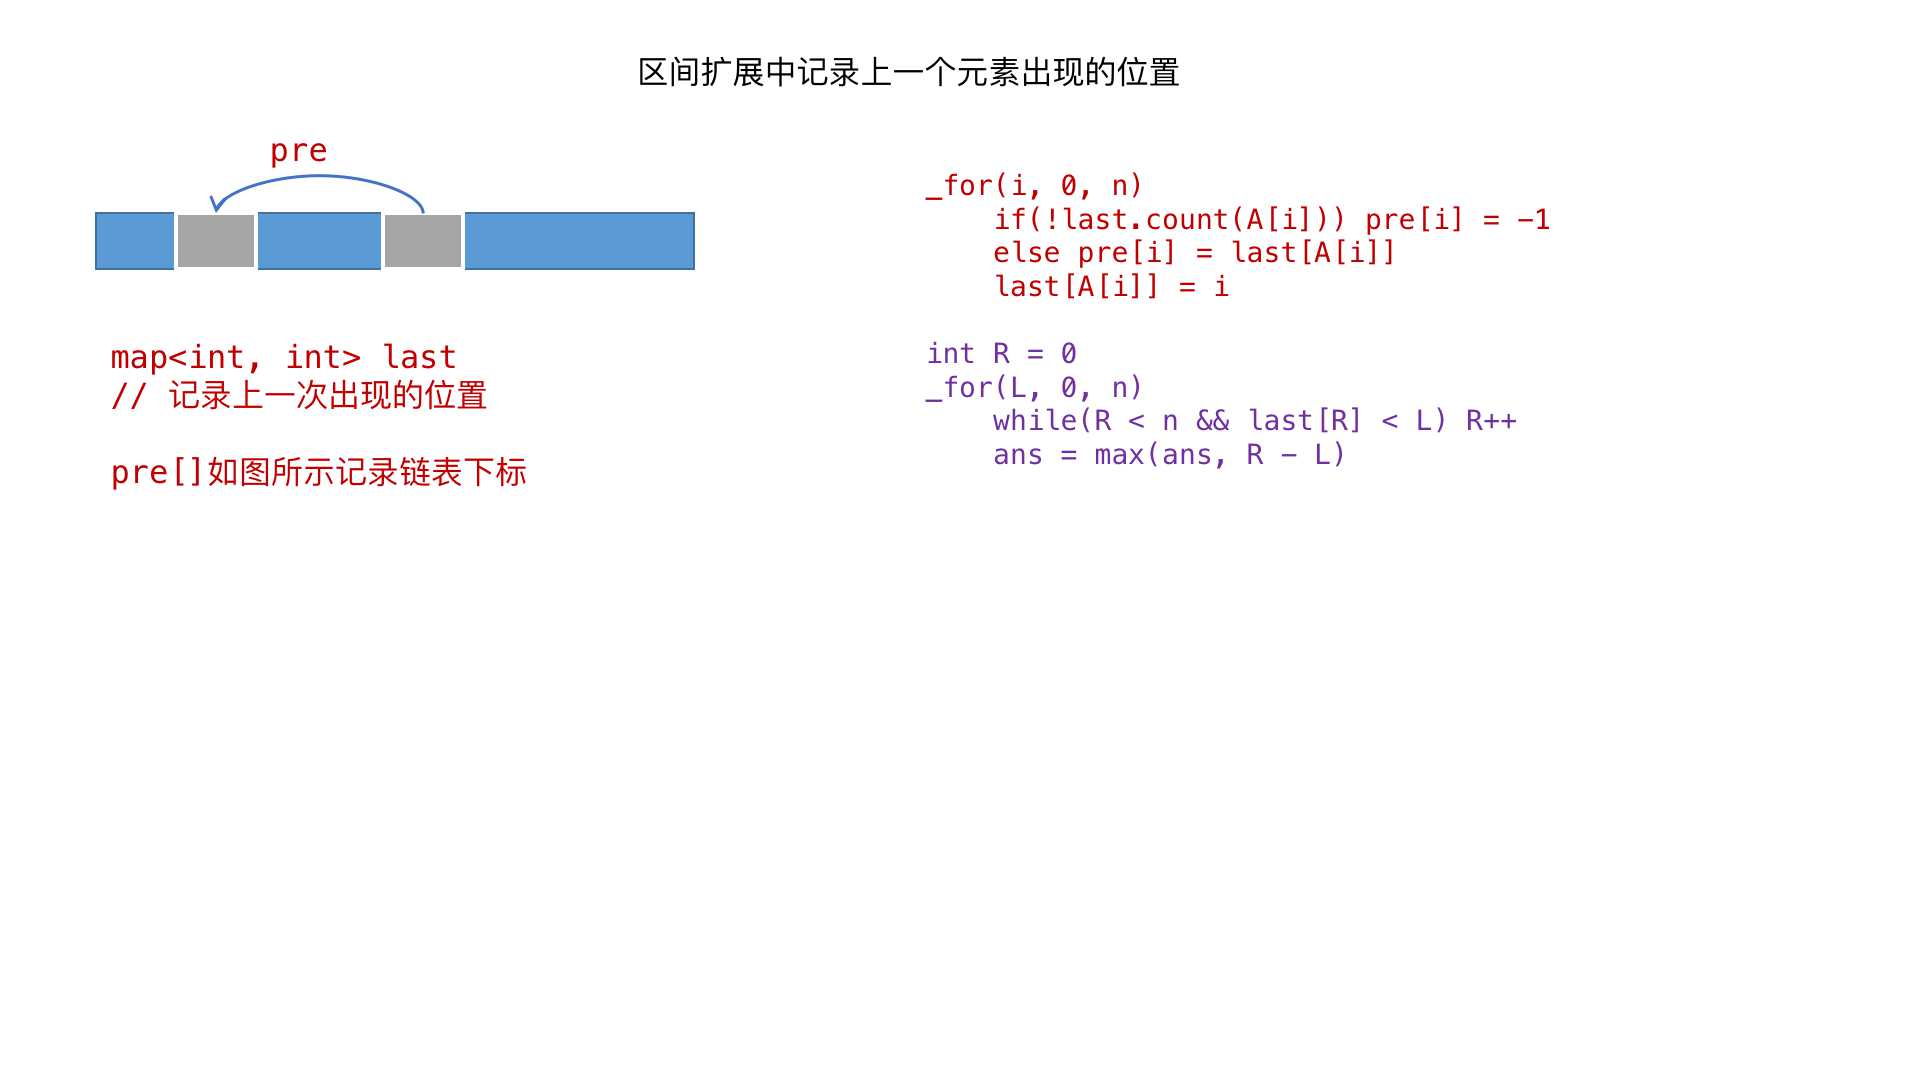 区间扩展中记录上一个元素出现的位置
pre
map<int, int> last
// 记录上一次出现的位置
pre[]如图所示记录链表下标
_for(i, 0, n)
    if(!last.count(A[i])) pre[i] = -1
    else pre[i] = last[A[i]]
    last[A[i]] = i
int R = 0
_for(L, 0, n)
    while(R < n && last[R] < L) R++
    ans = max(ans, R - L)